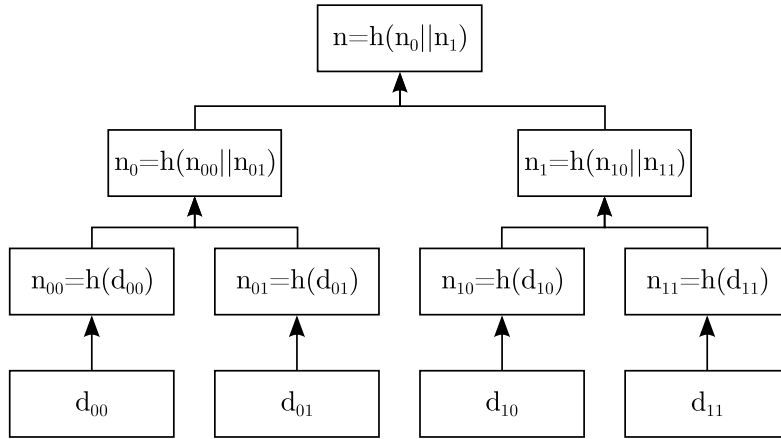 n=h(n₀||n₁)
n₀=h(n₀₀||n₀₁)
n₁=h(n₁₀||n₁₁)
n₀₀=h(d₀₀)
n₀₁=h(d₀₁)
n₁₀=h(d₁₀)
n₁₁=h(d₁₁)
d₀₀
d₀₁
d₁₀
d₁₁